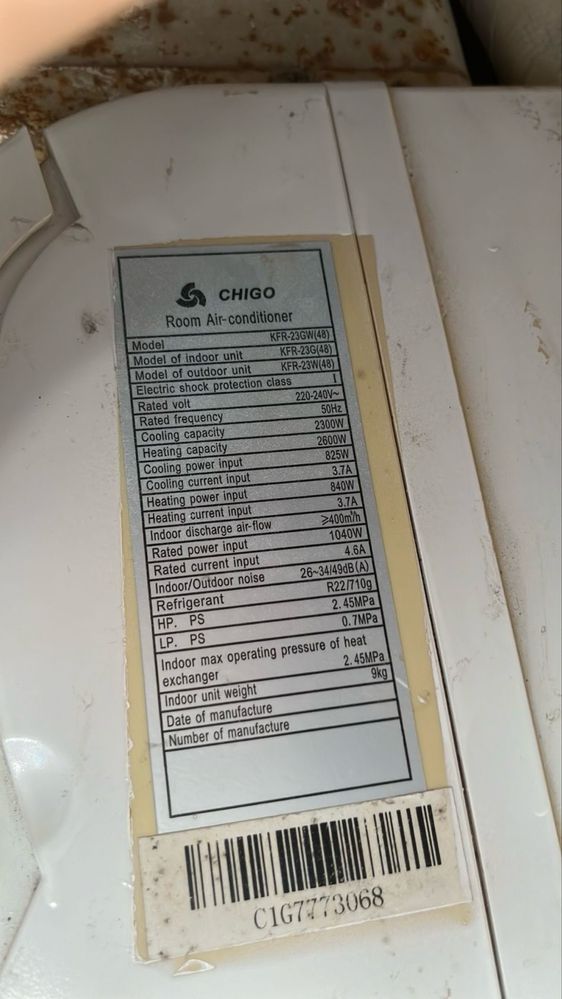 CHIGO
Room Air-conditioner
Model KFR-23GW(48)
Model of indoor unit KFR-23G(48)
Model of outdoor unit KFR-23W(48)
Electric shock protection class I
Rated volt 220-240V~
Rated frequency 50Hz
Cooling capacity 2300W
Heating capacity 2600W
Cooling power input 825W
Cooling current input 3.7A
Heating power input 840W
Heating current input 3.7A
Indoor discharge air-flow ≥400m³/h
Rated power input 1040W
Rated current input 4.6A
Indoor/Outdoor noise 26~34/49dB(A)
Refrigerant R22/710g
HP. PS 2.45MPa
LP. PS 0.7MPa
Indoor max operating pressure of heat
exchanger 2.45MPa
Indoor unit weight 9kg
Date of manufacture
Number of manufacture
C1G7773068